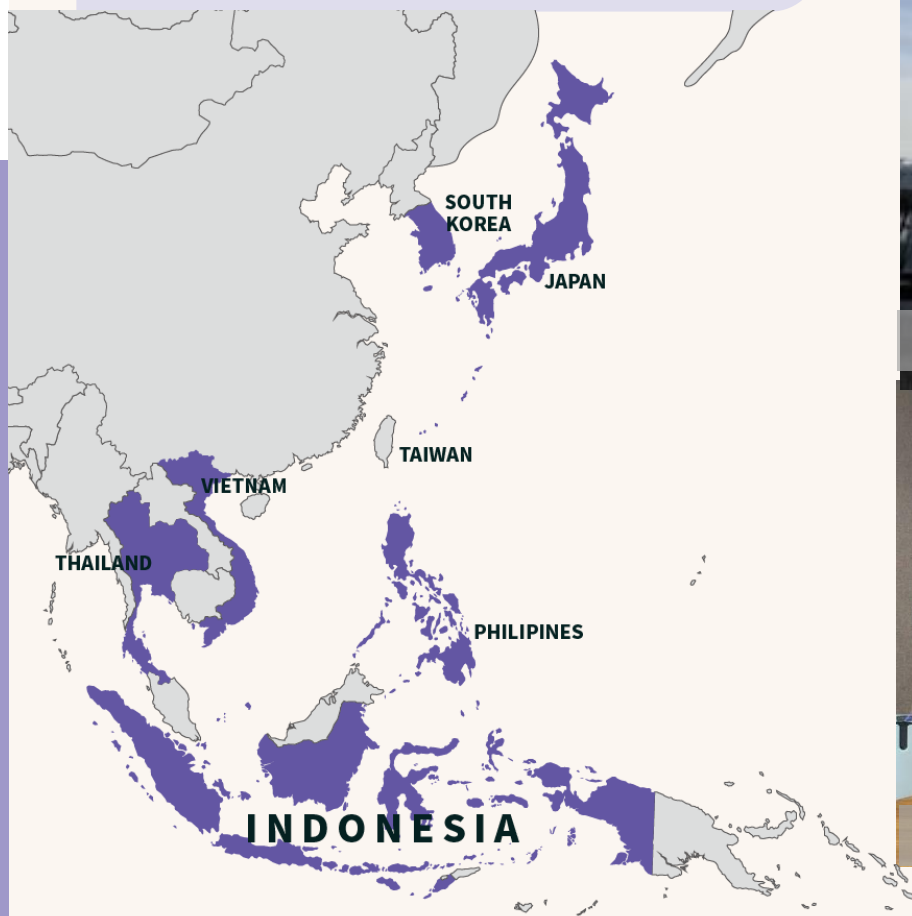 SOUTH
KOREA
JAPAN
TAIWAN
VIETNAM
THAILAND
PHILIPINES
INDONESIA